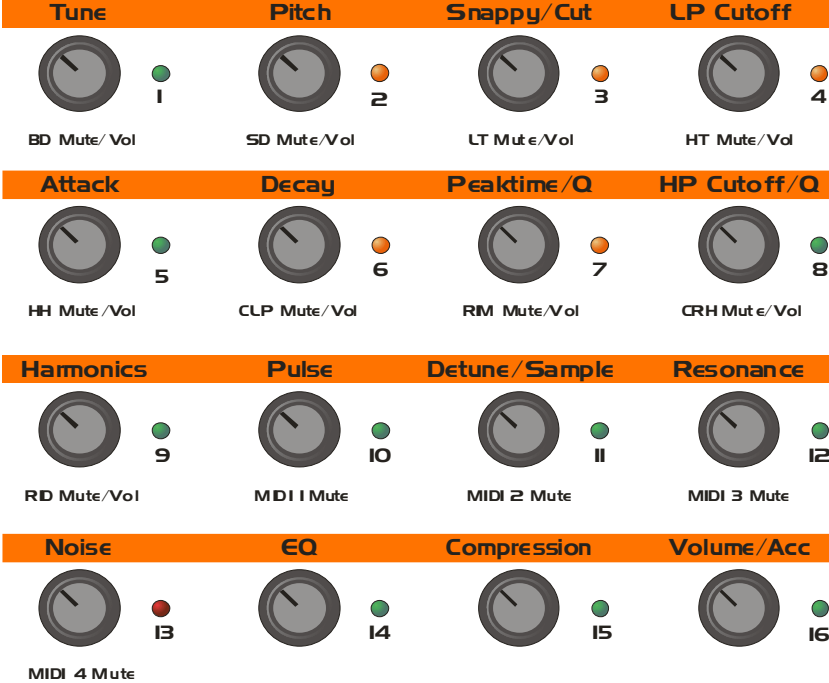 Tune Pitch Snappy/Cut LP Cutoff
1 2 3 4
BD Mute/Vol SD Mute/Vol LT Mute/Vol HT Mute/Vol
Attack Decay Peaktime/Q HP Cutoff/Q
5 6 7 8
HH Mute/Vol CLP Mute/Vol RIM Mute/Vol CRH Mute/Vol
Harmonics Pulse Detune/Sample Resonance
9 10 11 12
RID Mute/Vol MIDI 1 Mute MIDI 2 Mute MIDI 3 Mute
Noise EQ Compression Volume/Acc
13 14 15 16
MIDI 4 Mute